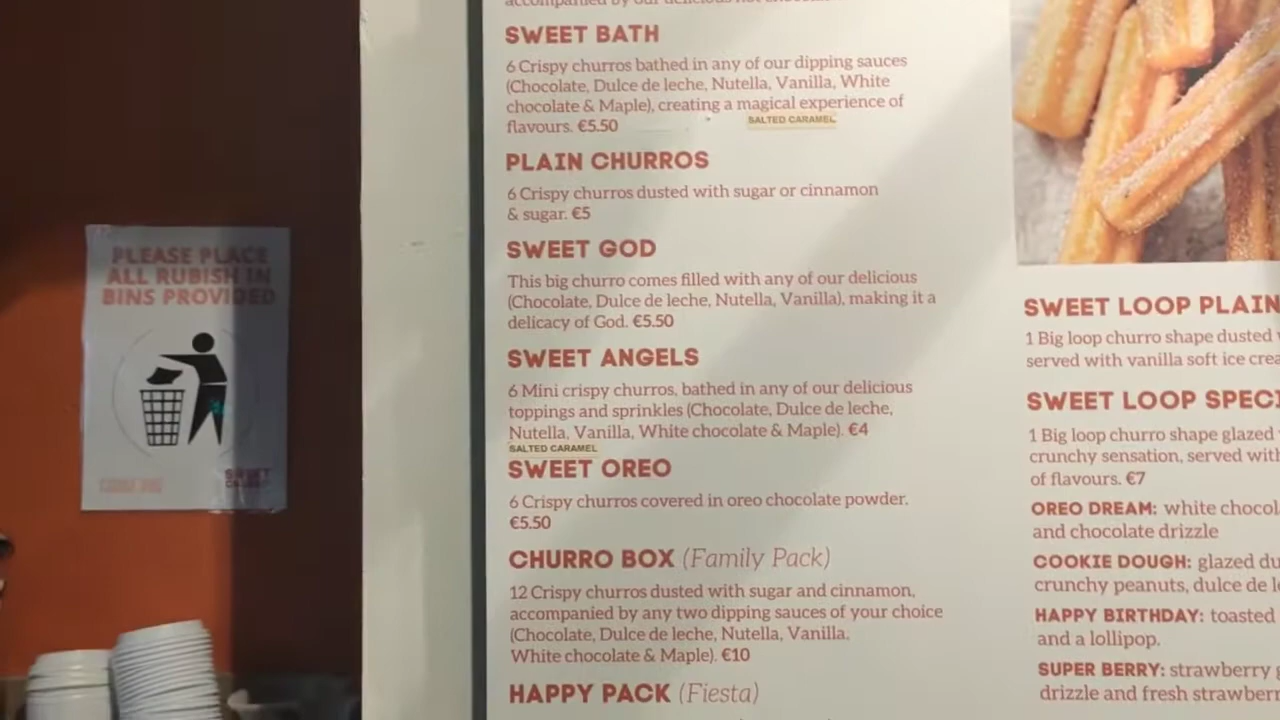 PLEASE PLACE
ALL RUBISH IN
BINS PROVIDED
SWEET
SWEET BATH
6 Crispy churros bathed in any of our dipping sauces
(Chocolate, Dulce de leche, Nutella, Vanilla, White
chocolate & Maple), creating a magical experience of
flavours. €5.50
SALTED CARAMEL
PLAIN CHURROS
6 Crispy churros dusted with sugar or cinnamon
& sugar. €5
SWEET GOD
This big churro comes filled with any of our delicious
(Chocolate, Dulce de leche, Nutella, Vanilla), making it a
delicacy of God. €5.50
SWEET ANGELS
6 Mini crispy churros, bathed in any of our delicious
toppings and sprinkles (Chocolate, Dulce de leche,
Nutella, Vanilla, White chocolate & Maple). €4
SALTED CARAMEL
SWEET OREO
6 Crispy churros covered in oreo chocolate powder.
€5.50
CHURRO BOX (Family Pack)
12 Crispy churros dusted with sugar and cinnamon,
accompanied by any two dipping sauces of your choice
(Chocolate, Dulce de leche, Nutella, Vanilla.
White chocolate & Maple). €10
HAPPY PACK (Fiesta)
SWEET LOOP PLAIN
1 Big loop churro shape dusted
served with vanilla soft ice
SWEET LOOP
1 Big loop churro shape glazed
crunchy sensation, served with
of flavours. €7
OREO DREAM: white
and chocolate drizzle
COOKIE DOUGH: glazed
crunchy peanuts, dulce de
HAPPY BIRTHDAY: toasted
and a lollipop.
SUPER BERRY: strawberry
drizzle and fresh